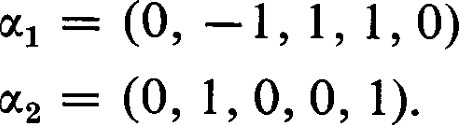 α₁ = (0, −1, 1, 1, 0)
α₂ = (0, 1, 0, 0, 1).